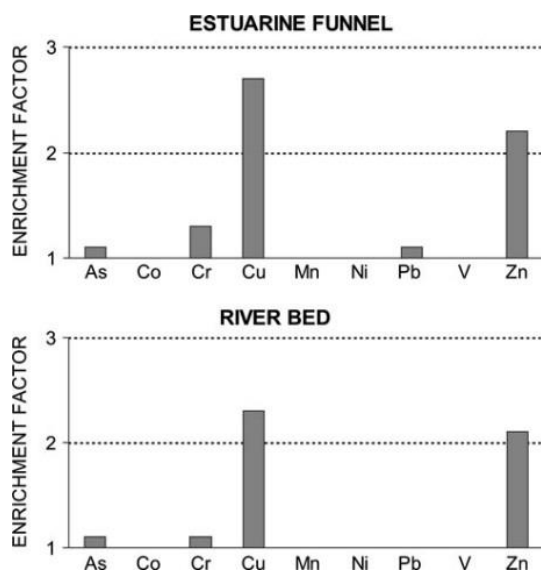 ESTUARINE FUNNEL
ENRICHMENT FACTOR
3
2
1
As Co Cr Cu Mn Ni Pb V Zn
RIVER BED
ENRICHMENT FACTOR
3
2
1
As Co Cr Cu Mn Ni Pb V Zn